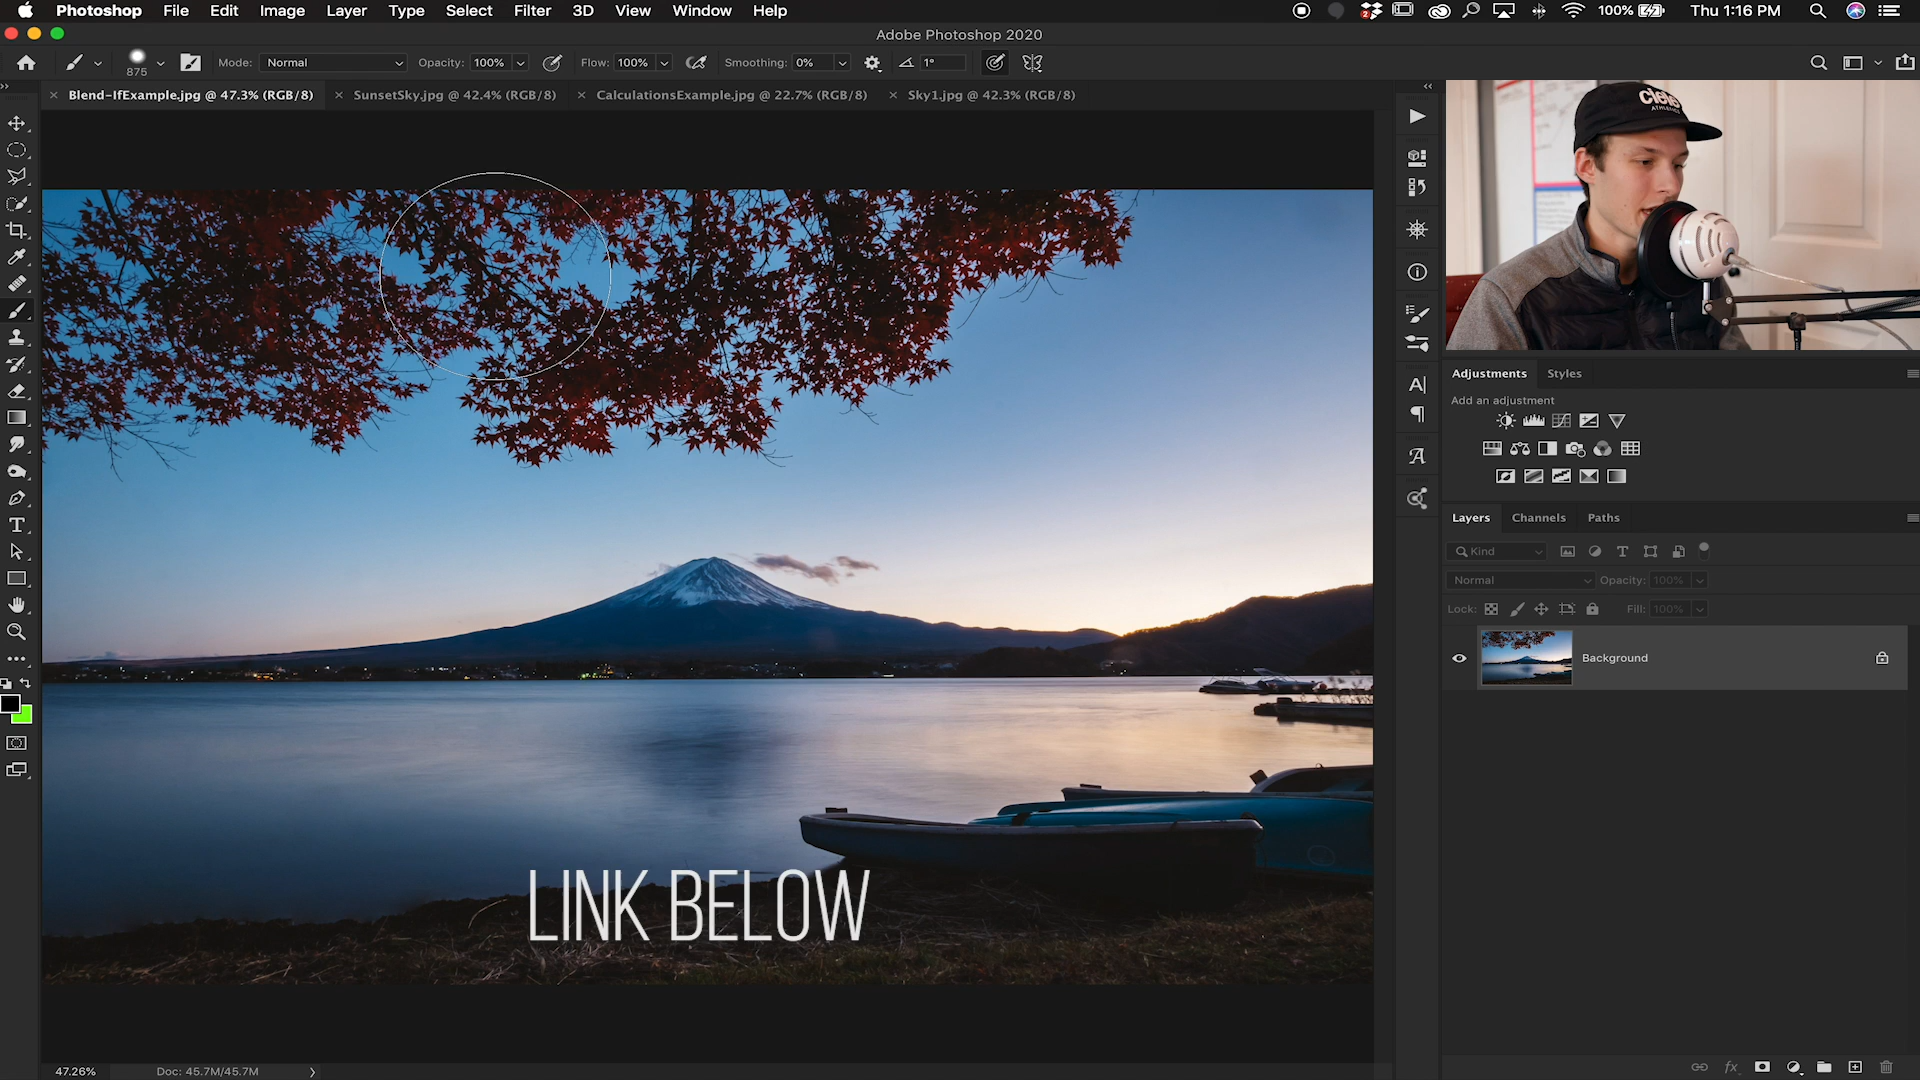 Photoshop File Edit Image Layer Type Select Filter 3D View Window Help 2 100% Thu 1:16 PM
Adobe Photoshop 2020
875 Mode: Normal Opacity: 100% Flow: 100% Smoothing: 0% 1°
Blend-IfExample.jpg @ 47.3% (RGB/8) SunsetSky.jpg @ 42.4% (RGB/8) CalculationsExample.jpg @ 22.7% (RGB/8) Sky1.jpg @ 42.3% (RGB/8)
ciele
ATHLETICS
Adjustments Styles
Add an adjustment
Layers Channels Paths
Kind
Normal Opacity: 100%
Lock: Fill: 100%
Background
LINK BELOW
47.26% Doc: 45.7M/45.7M